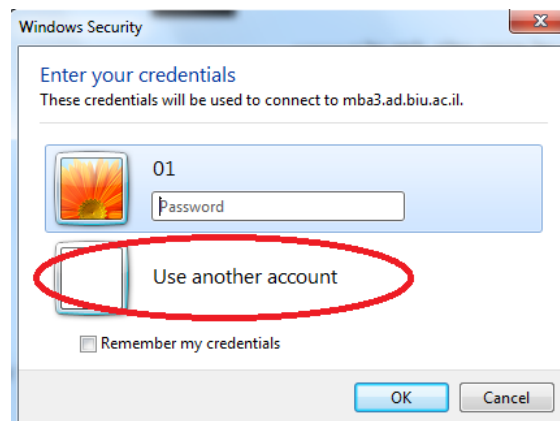 Windows Security
Enter your credentials
These credentials will be used to connect to mba3.ad.biu.ac.il.
01
Password
Use another account
Remember my credentials
OK
Cancel